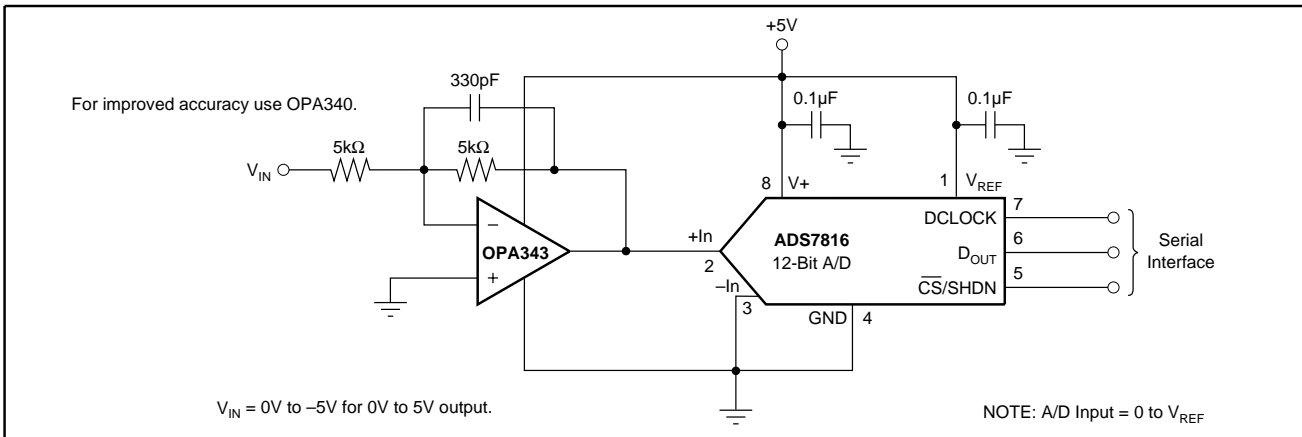 +5V
330pF
For improved accuracy use OPA340.
0.1µF
0.1µF
5kΩ
5kΩ
V_IN
8
V+
1
V_REF
–
OPA343
+
+In
2
ADS7816
12-Bit A/D
DCLOCK
7
D_OUT
6
CS/SHDN
5
Serial
Interface
–In
3
GND
4
V_IN = 0V to –5V for 0V to 5V output.
NOTE: A/D Input = 0 to V_REF